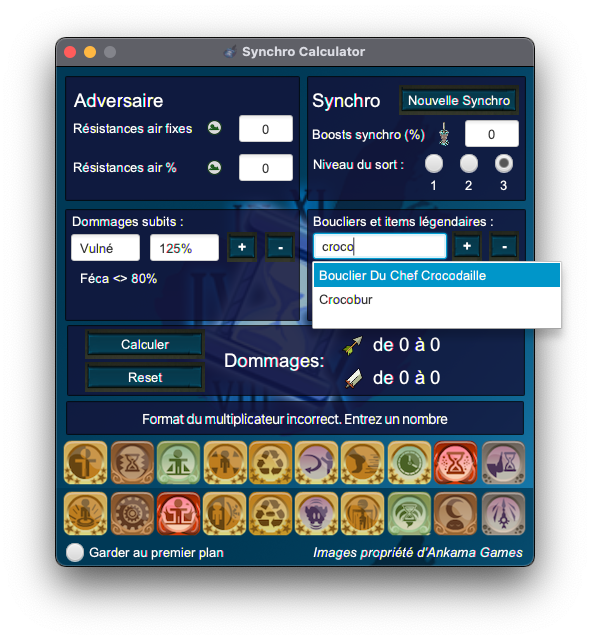 Synchro Calculator
Adversaire
Résistances air fixes 0
Résistances air % 0
Synchro Nouvelle Synchro
Boosts synchro (%) 0
Niveau du sort :
1 2 3
Dommages subits :
Vulné 125% + -
Féca <> 80%
Boucliers et items légendaires :
croco + -
Bouclier Du Chef Crocodaille
Crocobur
Calculer
Reset
Dommages:
de 0 à 0
de 0 à 0
Format du multiplicateur incorrect. Entrez un nombre
Garder au premier plan
Images propriété d'Ankama Games